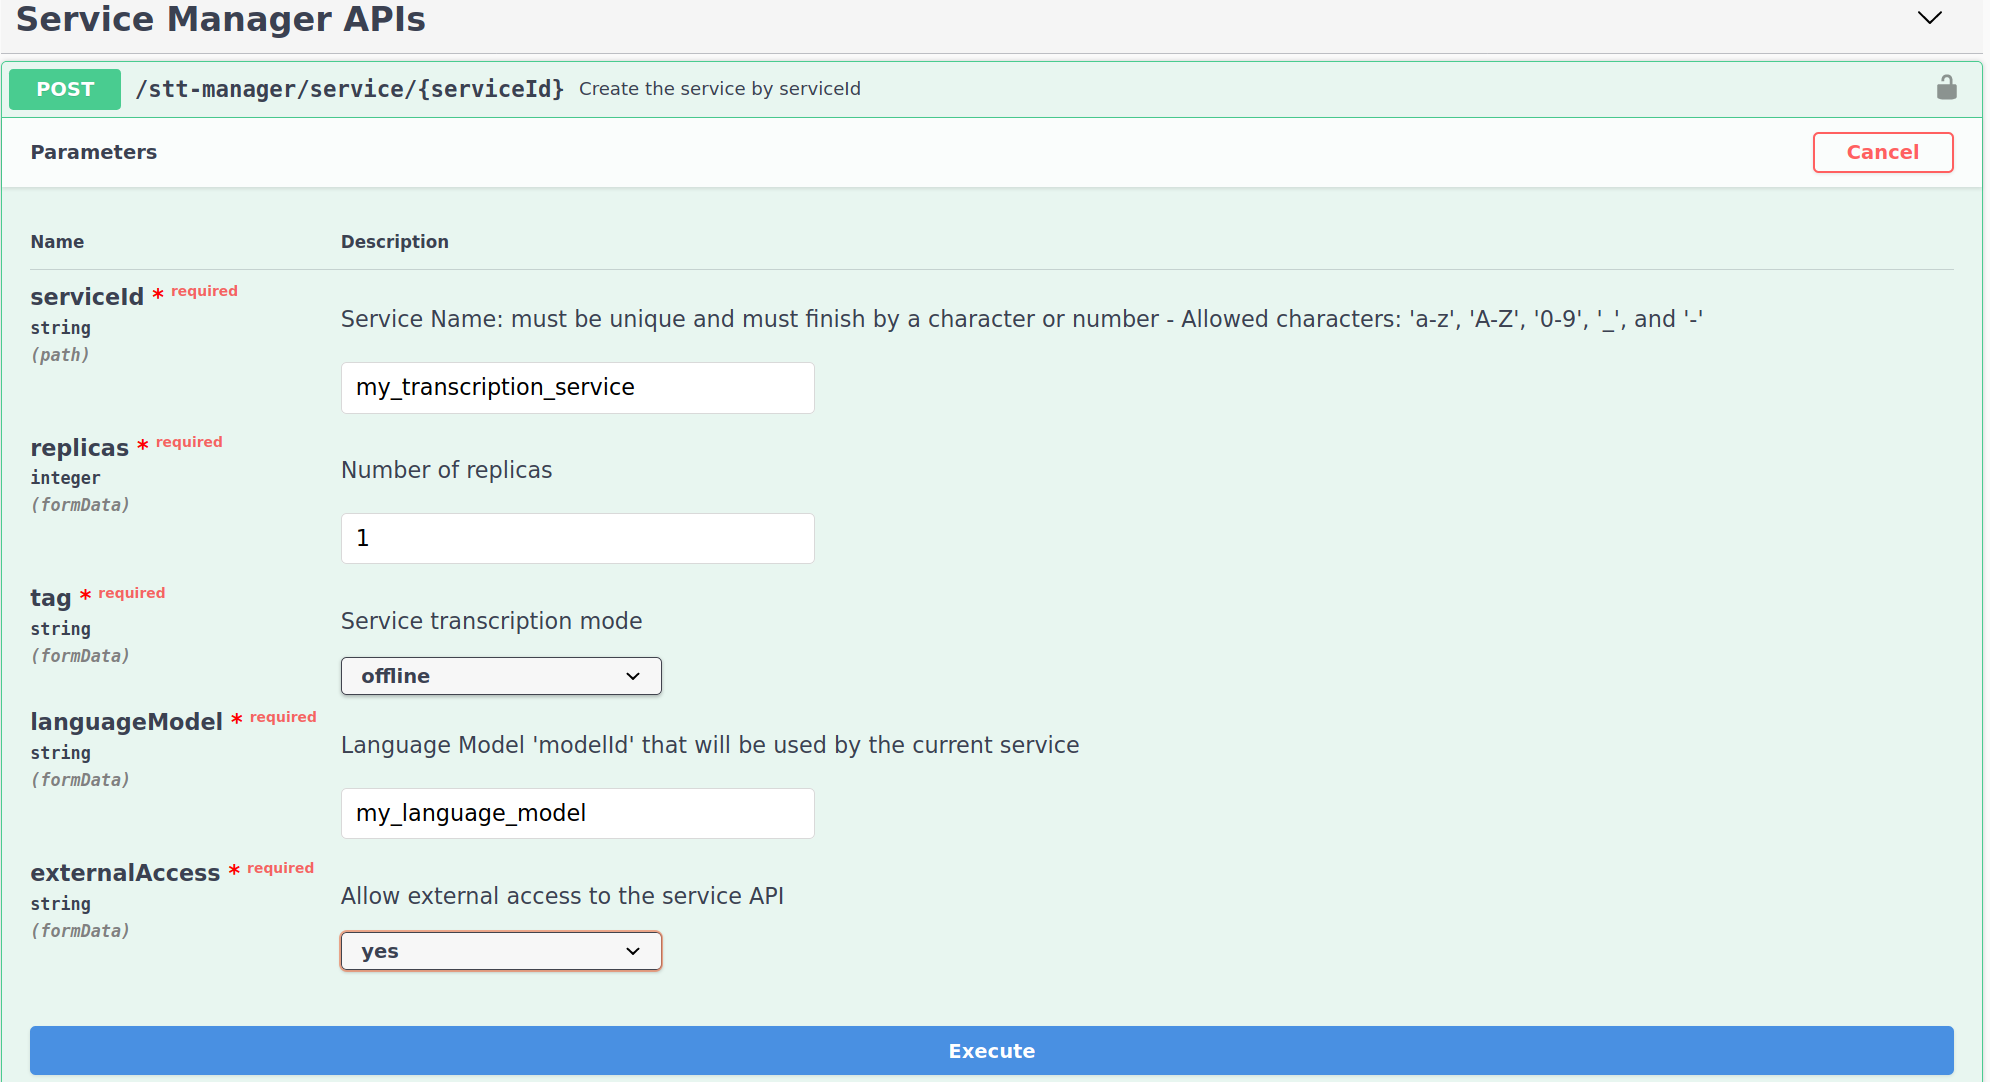 Service Manager APIs
POST /stt-manager/service/{serviceId} Create the service by serviceId
Parameters Cancel
Name Description
serviceId * required
string
(path)
Service Name: must be unique and must finish by a character or number - Allowed characters: 'a-z', 'A-Z', '0-9', '_', and '-'
my_transcription_service
replicas * required
integer
(formData)
Number of replicas
1
tag * required
string
(formData)
Service transcription mode
offline
languageModel * required
string
(formData)
Language Model 'modelId' that will be used by the current service
my_language_model
externalAccess * required
string
(formData)
Allow external access to the service API
yes
Execute